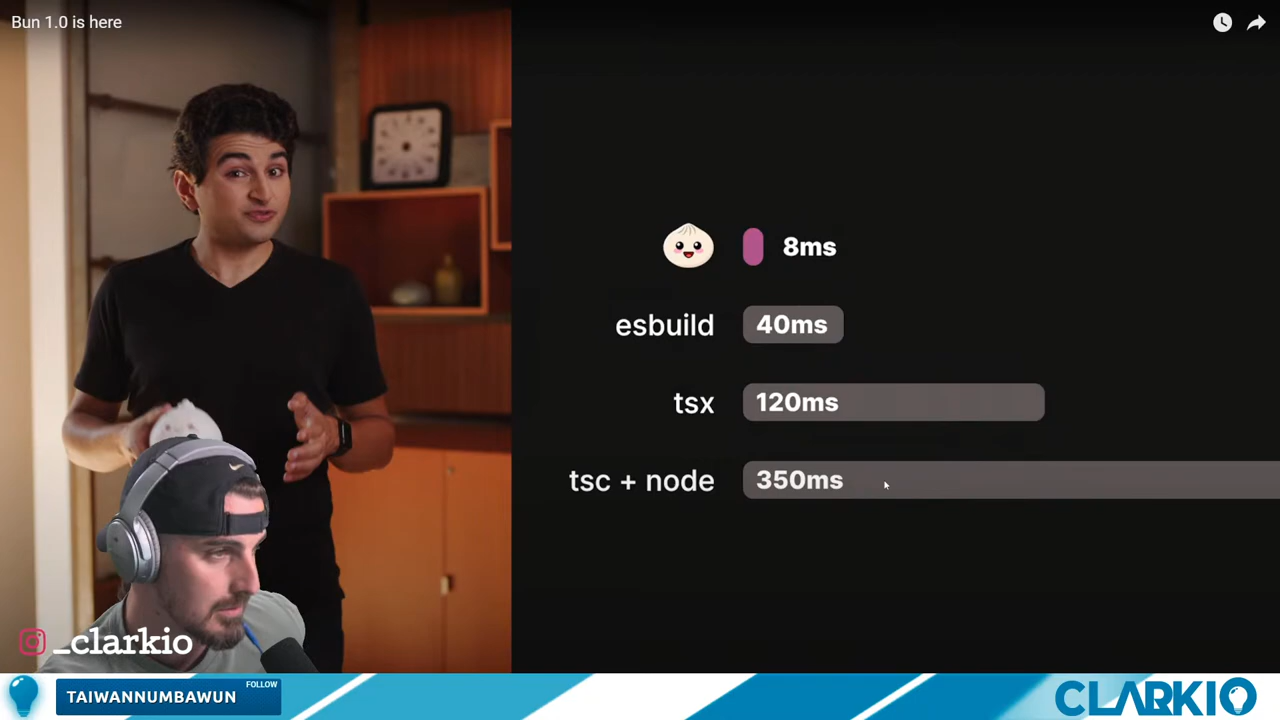 Bun 1.0 is here
8ms
esbuild
40ms
tsx
120ms
tsc + node
350ms
_clarkio
TAIWANNUMBAWUN
FOLLOW
CLARKIO